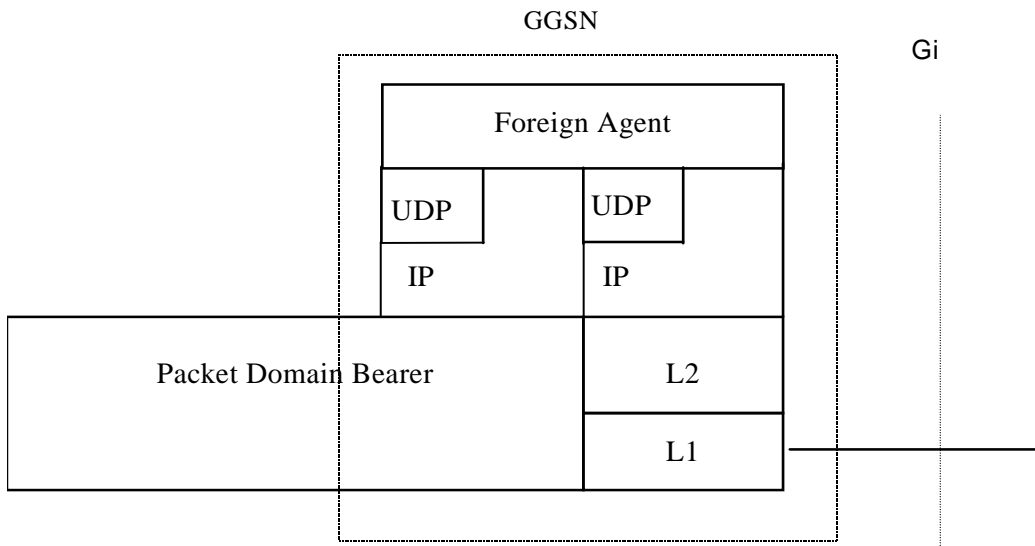 GGSN
Gi
Foreign Agent
UDP
UDP
IP
IP
Packet Domain Bearer
L2
L1